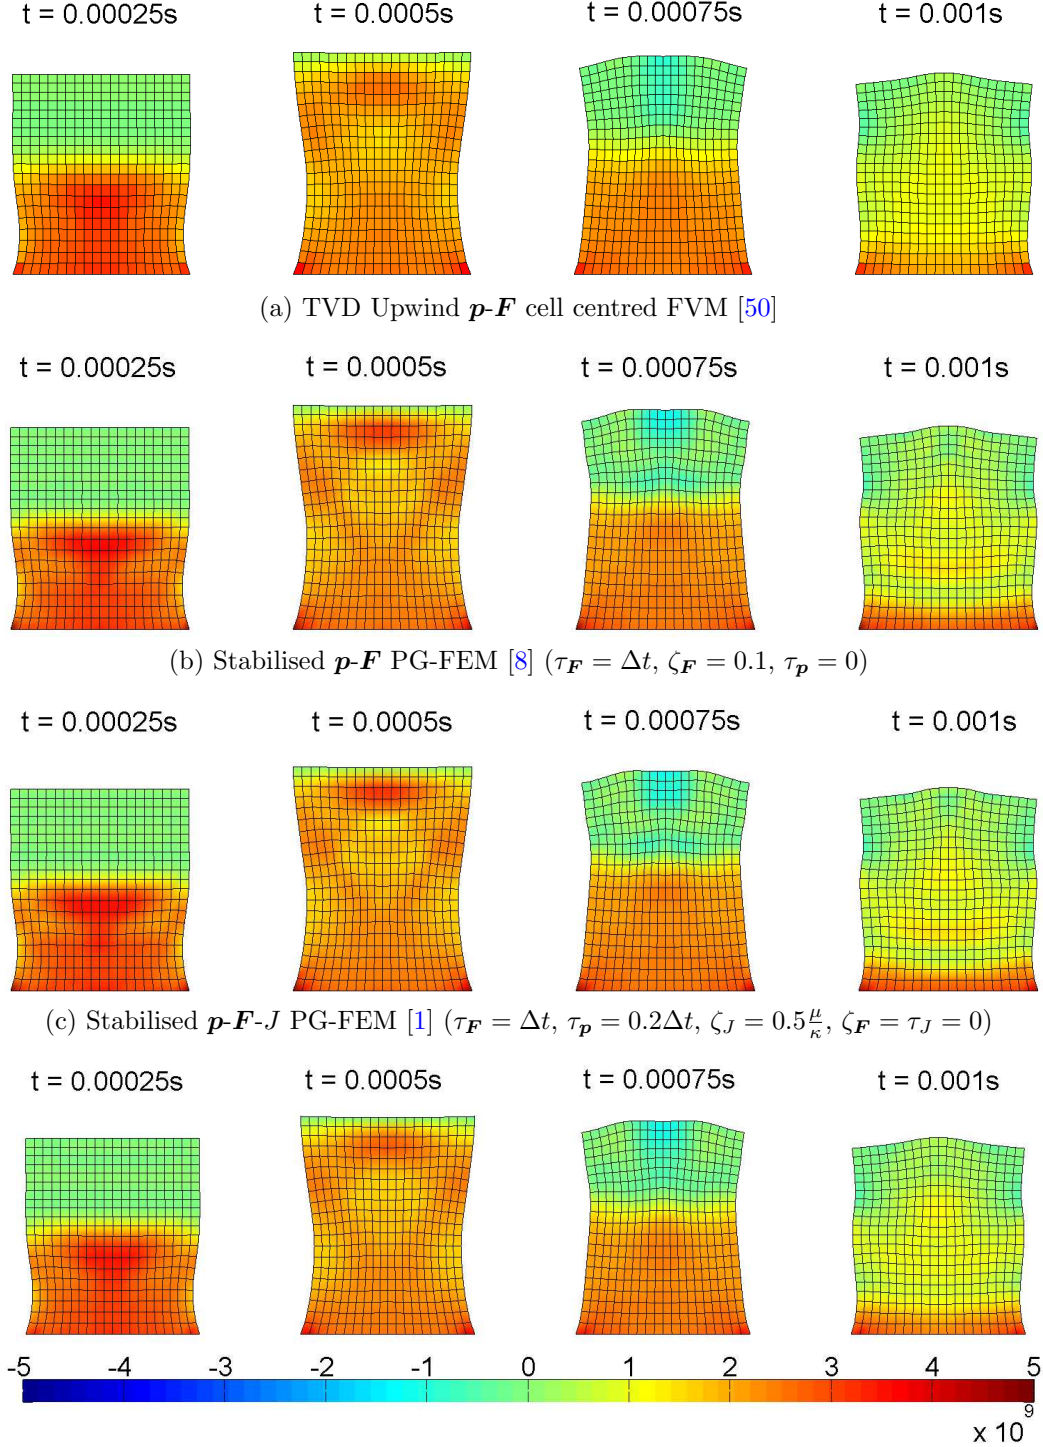 t = 0.00025s t = 0.0005s t = 0.00075s t = 0.001s
(a) TVD Upwind p-F cell centred FVM [50]
t = 0.00025s t = 0.0005s t = 0.00075s t = 0.001s
(b) Stabilised p-F PG-FEM [8] (τF = Δt, ζF = 0.1, τp = 0)
t = 0.00025s t = 0.0005s t = 0.00075s t = 0.001s
(c) Stabilised p-F-J PG-FEM [1] (τF = Δt, τp = 0.2Δt, ζJ = 0.5 μ/κ, ζF = τJ = 0)
t = 0.00025s t = 0.0005s t = 0.00075s t = 0.001s
-5 -4 -3 -2 -1 0 1 2 3 4 5
x 10^9